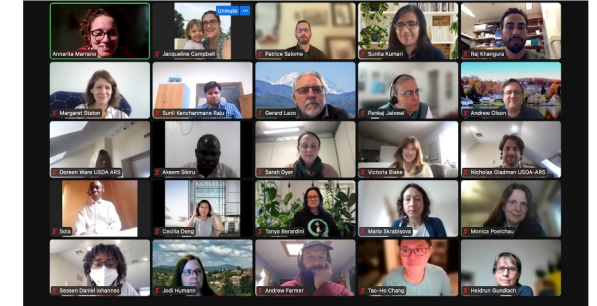 Unmute
Annarita Marrano
Jacqueline Campbell
Patrice Salome
Sunita Kumari
Raj Khangura
Margaret Staton
Sunil Kenchanmane Raju
Gerard Lazo
Pankaj Jaiswal
Andrew Olson
Doreen Ware USDA ARS
Akeem Sikiru
Sarah Dyer
Victoria Blake
Nicholas Gladman USDA-ARS
Sola
Cecilia Deng
Tanya Berardini
Maria Skrabisova
Monica Poelchau
Sessen Daniel Iohannes
Jodi Humann
Andrew Farmer
Tao-Ho Chang
Heidrun Gundlach